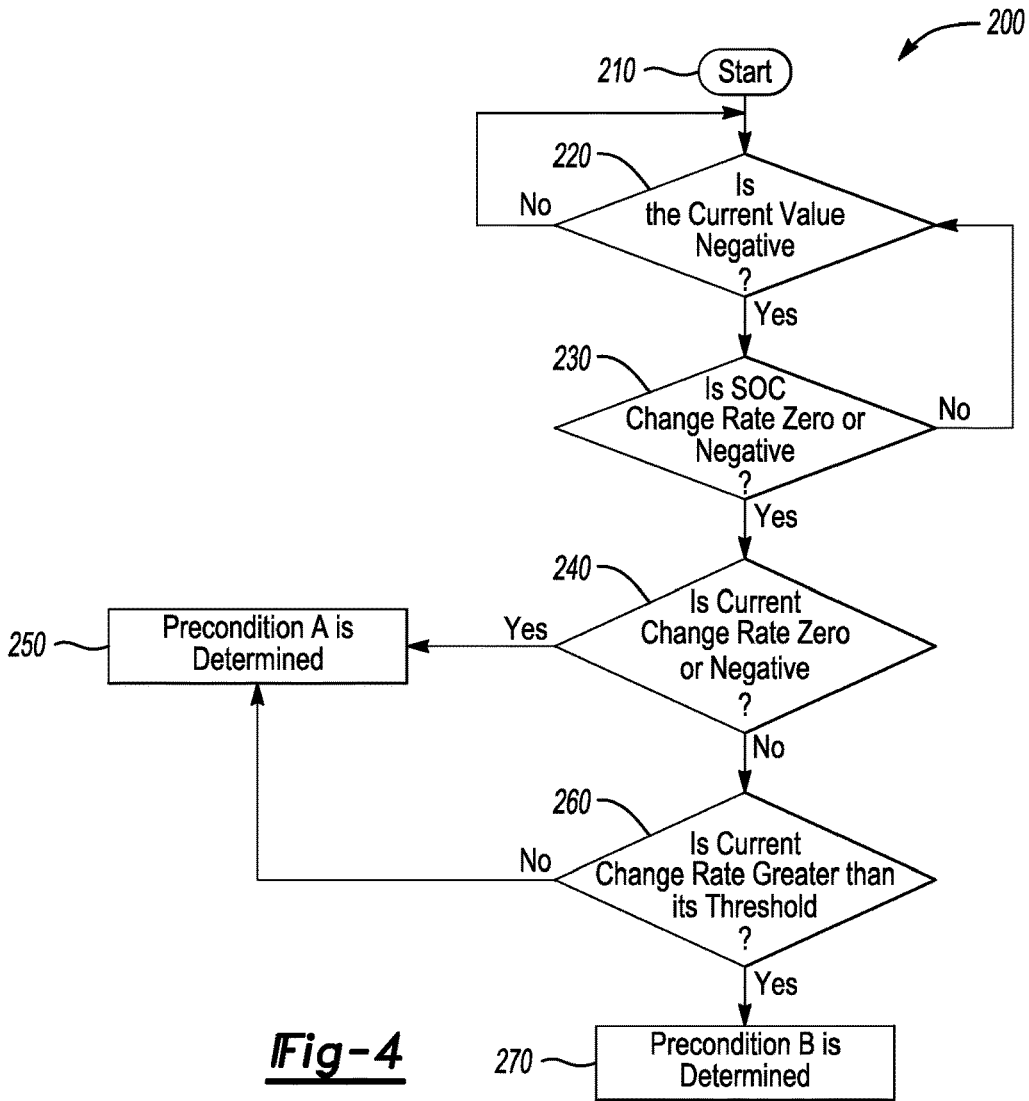 200
210
Start
220
Is
the Current Value
Negative
?
No
Yes
230
Is SOC
Change Rate Zero or
Negative
?
No
Yes
240
Is Current
Change Rate Zero
or Negative
?
Yes
250
Precondition A is
Determined
No
260
Is Current
Change Rate Greater than
its Threshold
?
No
Yes
270
Precondition B is
Determined
Fig-4